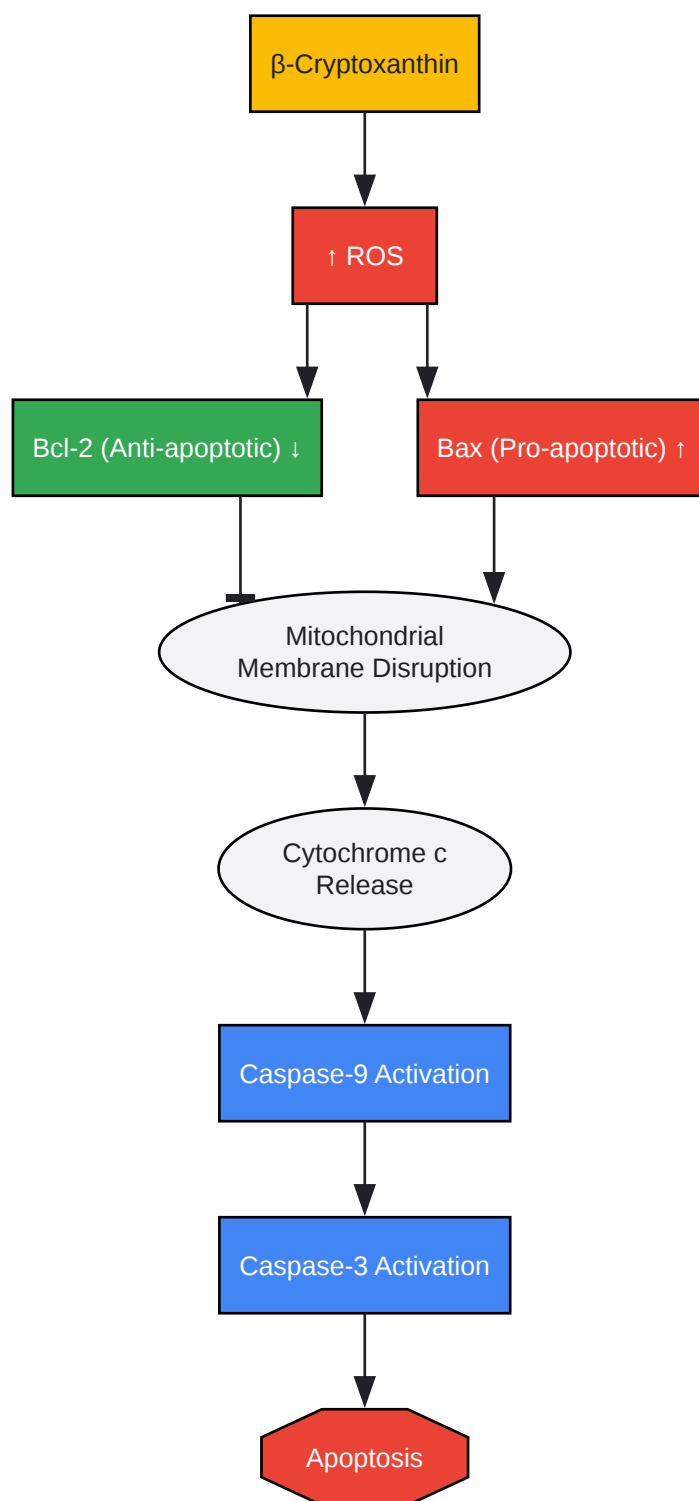 β-Cryptoxanthin
↑ ROS
Bcl-2 (Anti-apoptotic) ↓
Bax (Pro-apoptotic) ↑
Mitochondrial
Membrane Disruption
Cytochrome c
Release
Caspase-9 Activation
Caspase-3 Activation
Apoptosis